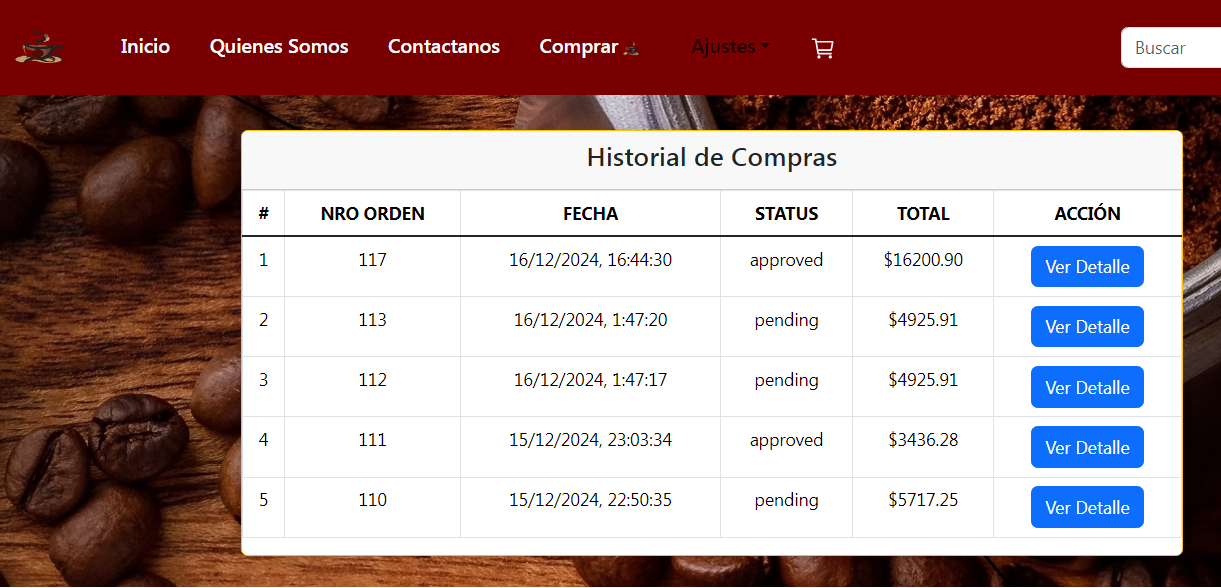 Inicio Quienes Somos Contactanos Comprar Ajustes Buscar
Historial de Compras
# NRO ORDEN FECHA STATUS TOTAL ACCIÓN
1 117 16/12/2024, 16:44:30 approved $16200.90 Ver Detalle
2 113 16/12/2024, 1:47:20 pending $4925.91 Ver Detalle
3 112 16/12/2024, 1:47:17 pending $4925.91 Ver Detalle
4 111 15/12/2024, 23:03:34 approved $3436.28 Ver Detalle
5 110 15/12/2024, 22:50:35 pending $5717.25 Ver Detalle